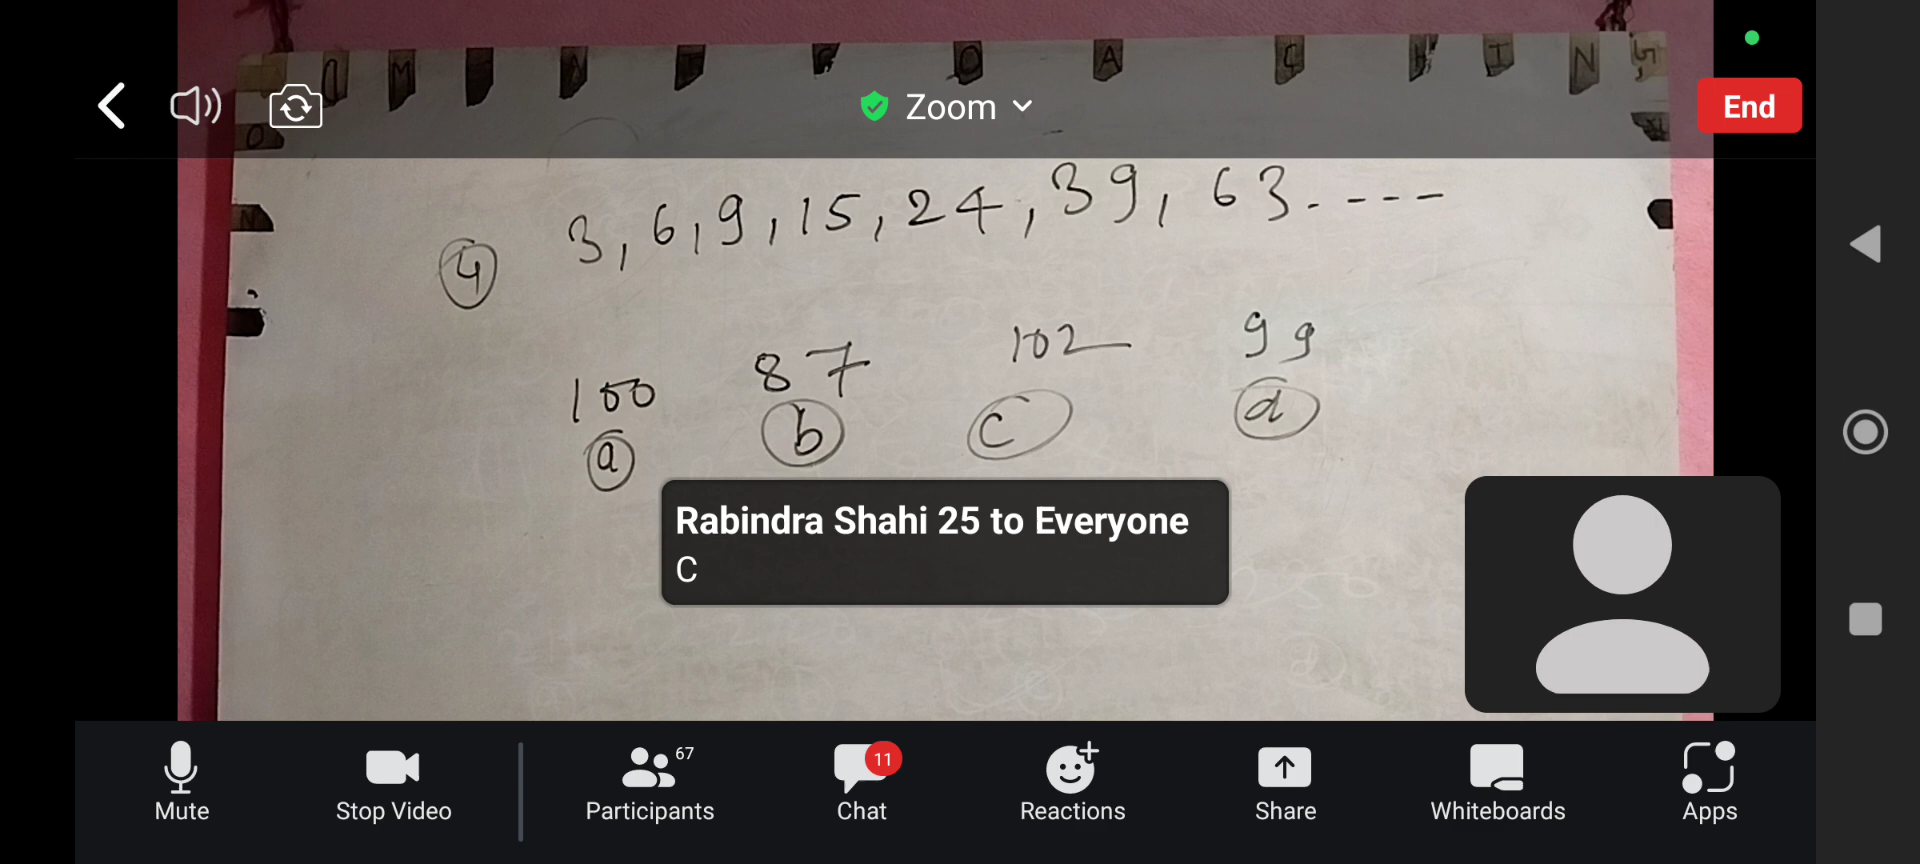 Zoom
End
④ 3, 6, 9, 15, 24, 39, 63.----
100 87 102 99
ⓐ ⓑ ⓒ ⓓ
Rabindra Shahi 25 to Everyone
C
67
11
Mute Stop Video Participants Chat Reactions Share Whiteboards Apps